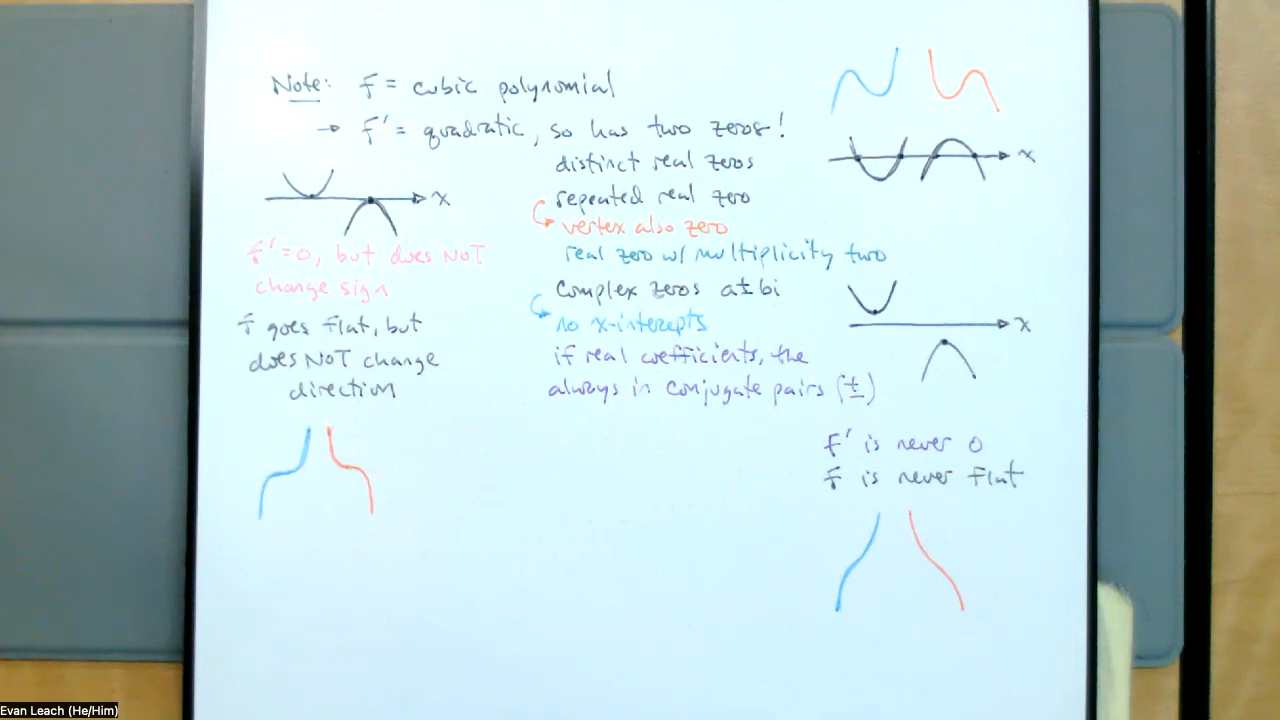 Note: f = cubic polynomial
→ f' = quadratic, so has two zeros!
distinct real zeros
repeated real zero
vertex also zero
real zero w/ multiplicity two
complex zeros a±bi
no x-intercepts
if real coefficients, the
always in conjugate pairs (±)
x
f'=0, but does NOT
change sign
f goes flat, but
does NOT change
direction
x
x
f' is never 0
f is never flat
Evan Leach (He/Him)